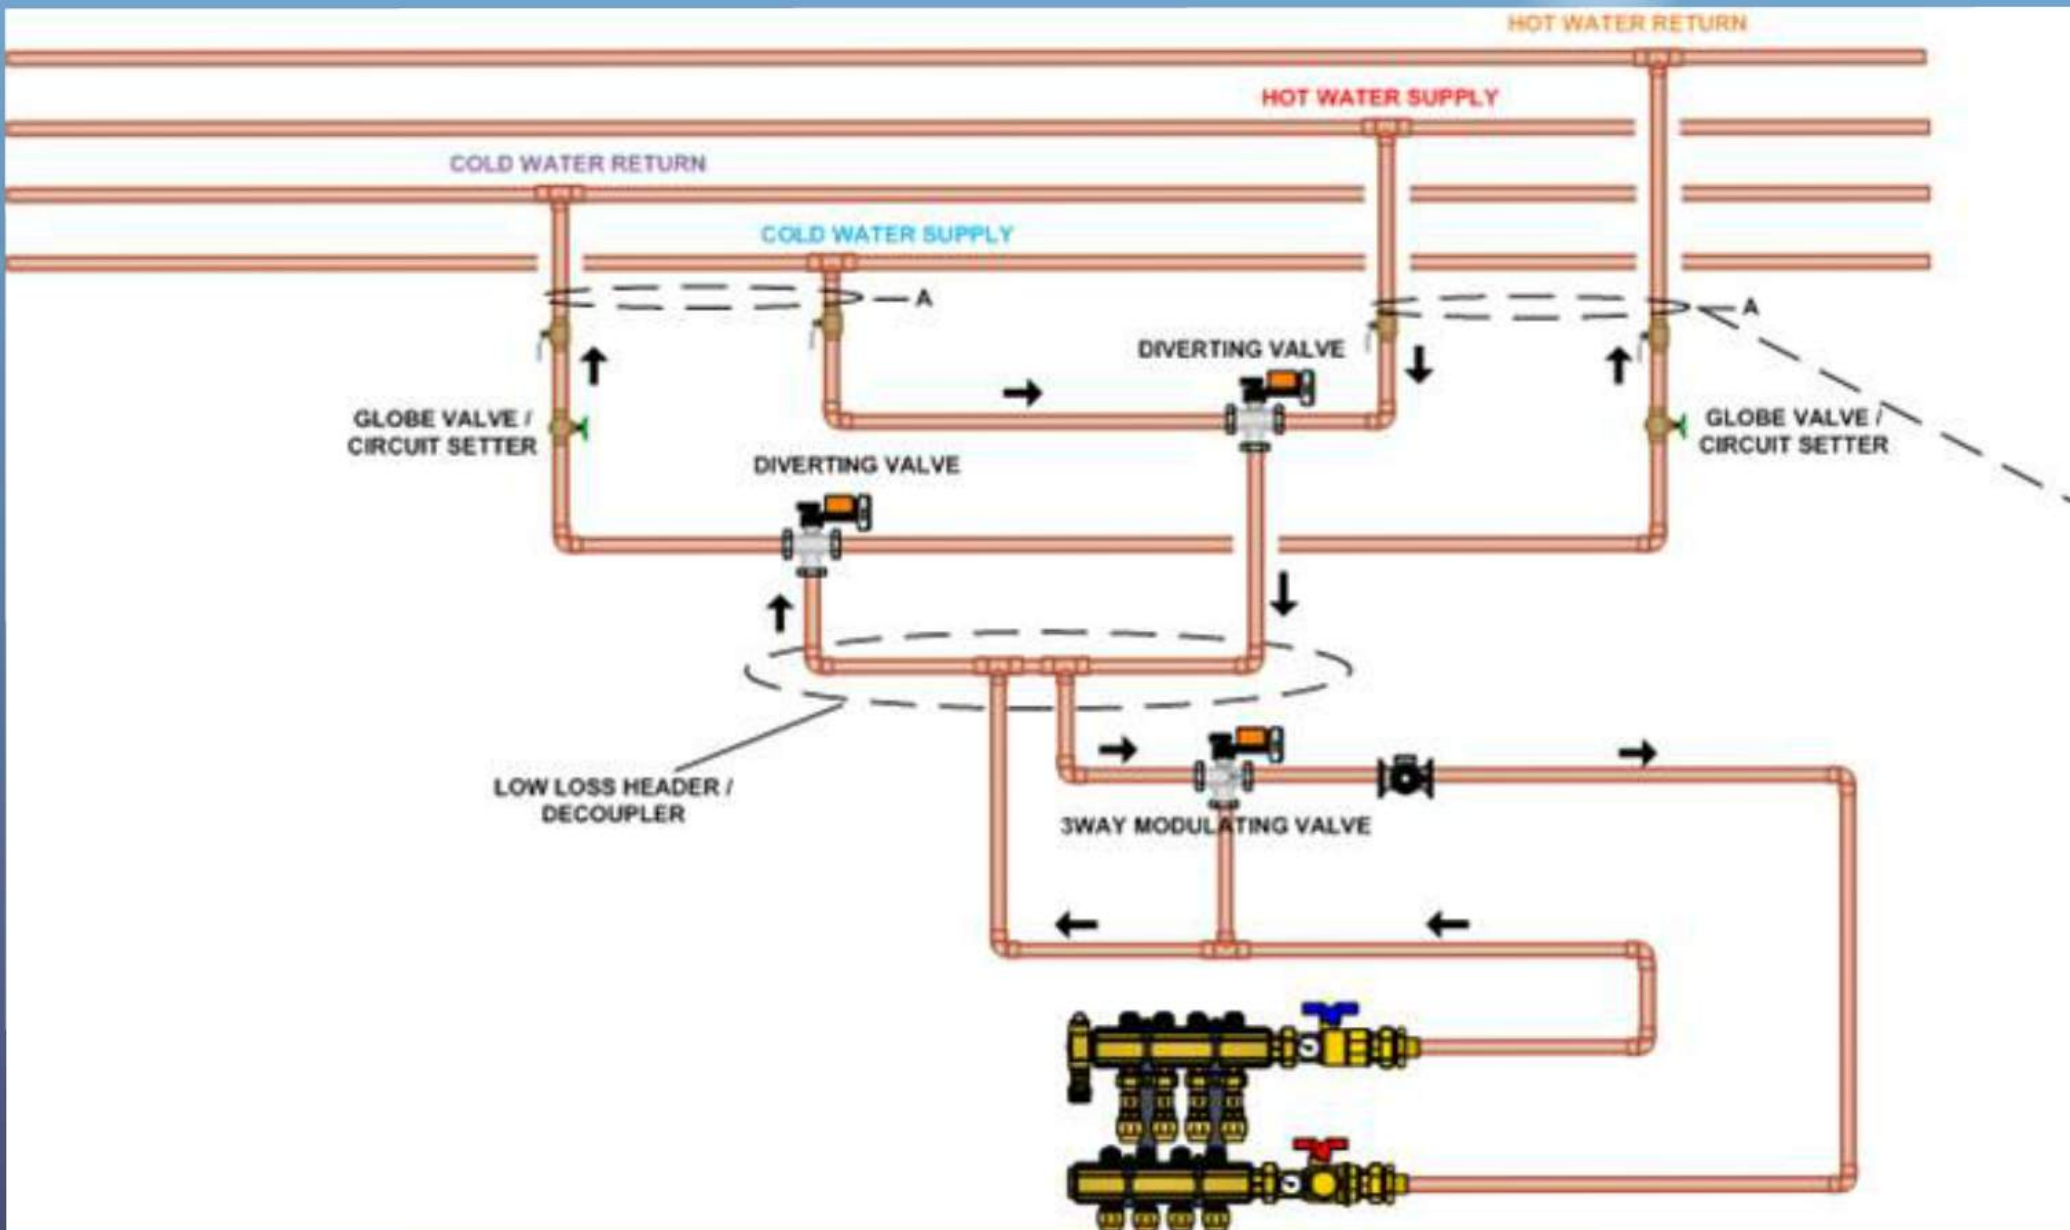 HOT WATER RETURN
HOT WATER SUPPLY
COLD WATER RETURN
COLD WATER SUPPLY
A
A
DIVERTING VALVE
GLOBE VALVE /
CIRCUIT SETTER
GLOBE VALVE /
CIRCUIT SETTER
DIVERTING VALVE
LOW LOSS HEADER /
DECOUPLER
3WAY MODULATING VALVE